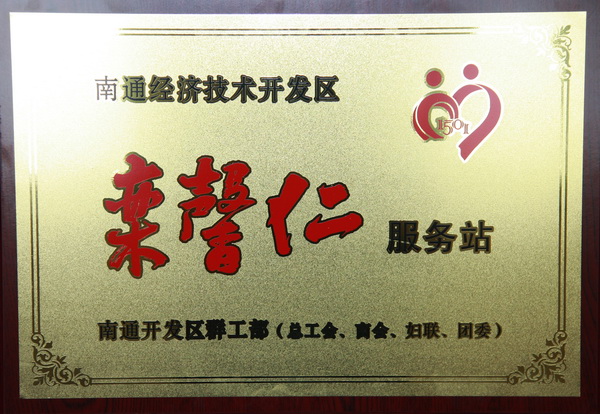 南通经济技术开发区
1501
栾馨仁 服务站
南通开发区群工部（总工会、商会、妇联、团委）